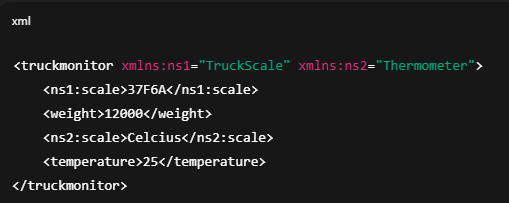 xml
<truckmonitor xmlns:ns1="TruckScale" xmlns:ns2="Thermometer">
    <ns1:scale>37F6A</ns1:scale>
    <weight>12000</weight>
    <ns2:scale>Celcius</ns2:scale>
    <temperature>25</temperature>
</truckmonitor>